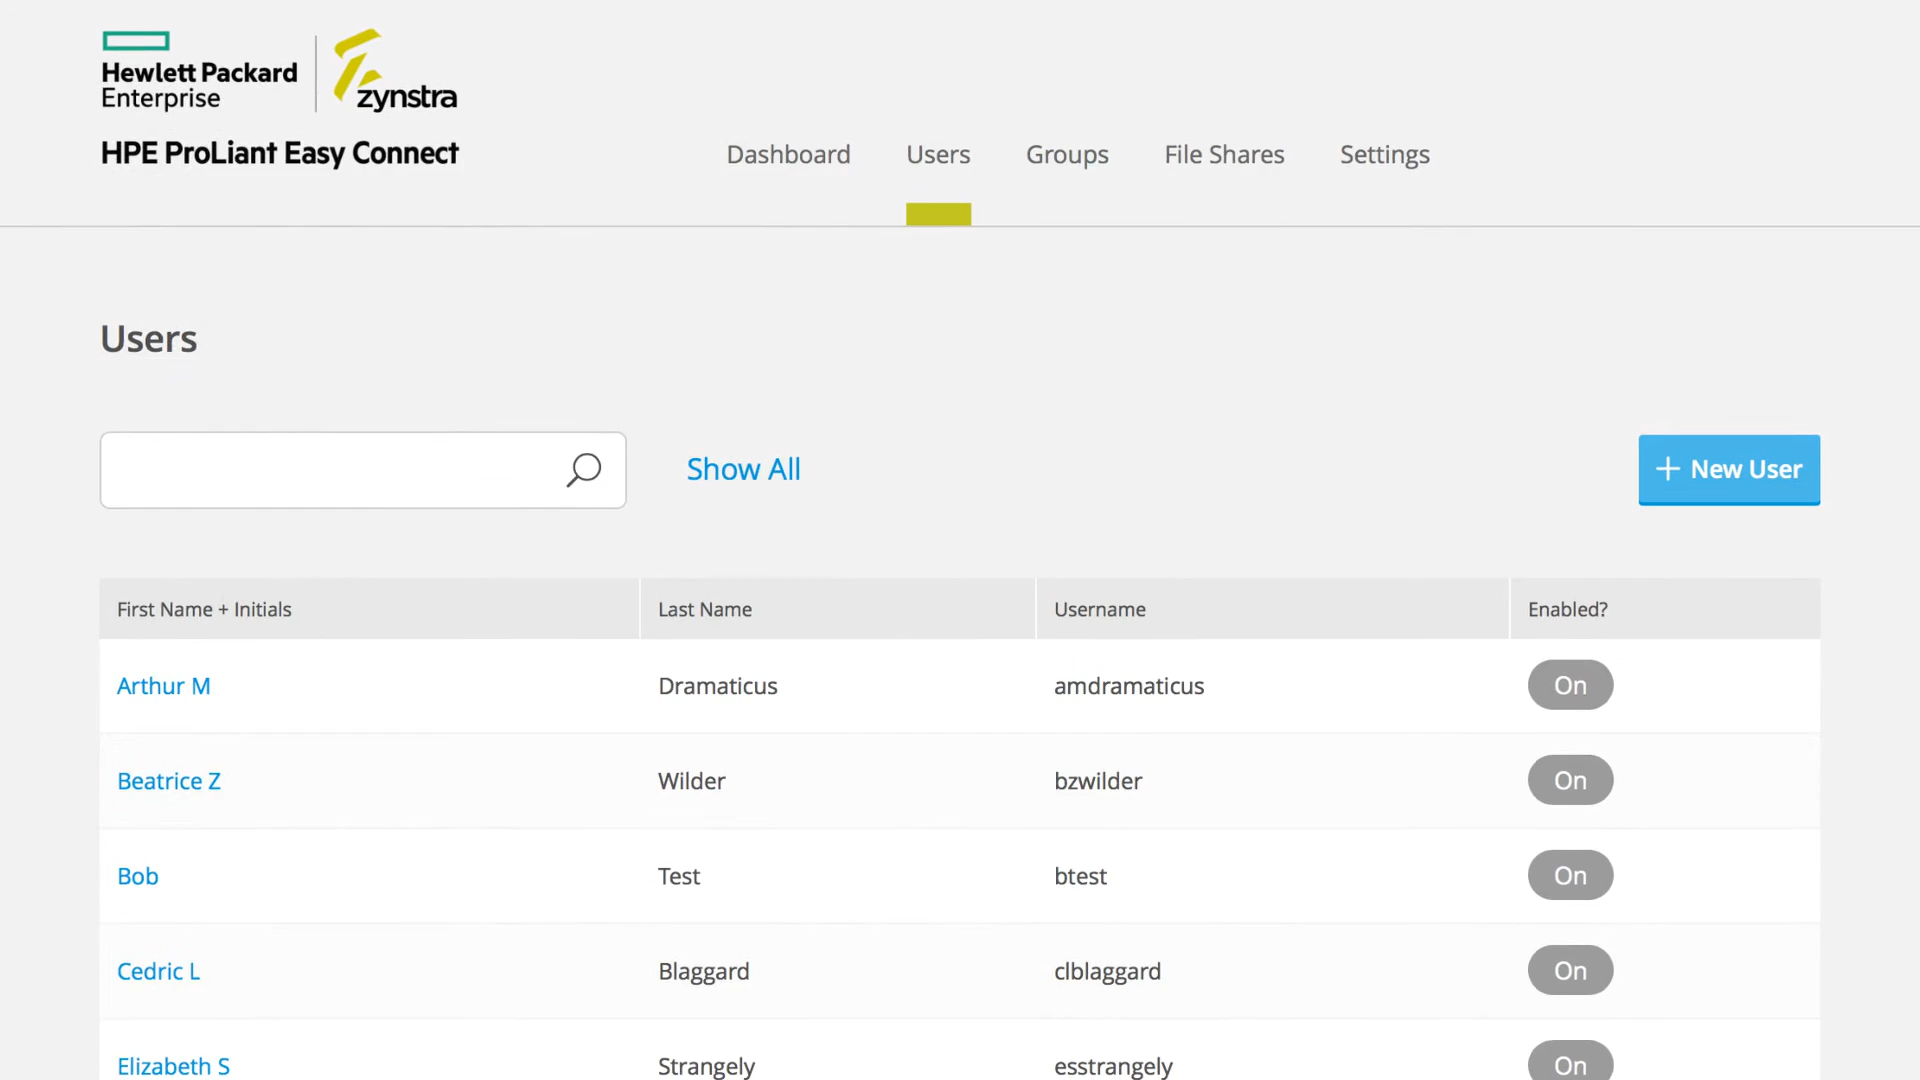 Hewlett Packard
Enterprise
zynstra
HPE ProLiant Easy Connect
Dashboard Users Groups File Shares Settings
Users
Show All
+ New User
First Name + Initials Last Name Username Enabled?
Arthur M Dramaticus amdramaticus On
Beatrice Z Wilder bzwilder On
Bob Test btest On
Cedric L Blaggard clblaggard On
Elizabeth S Strangely esstrangely On